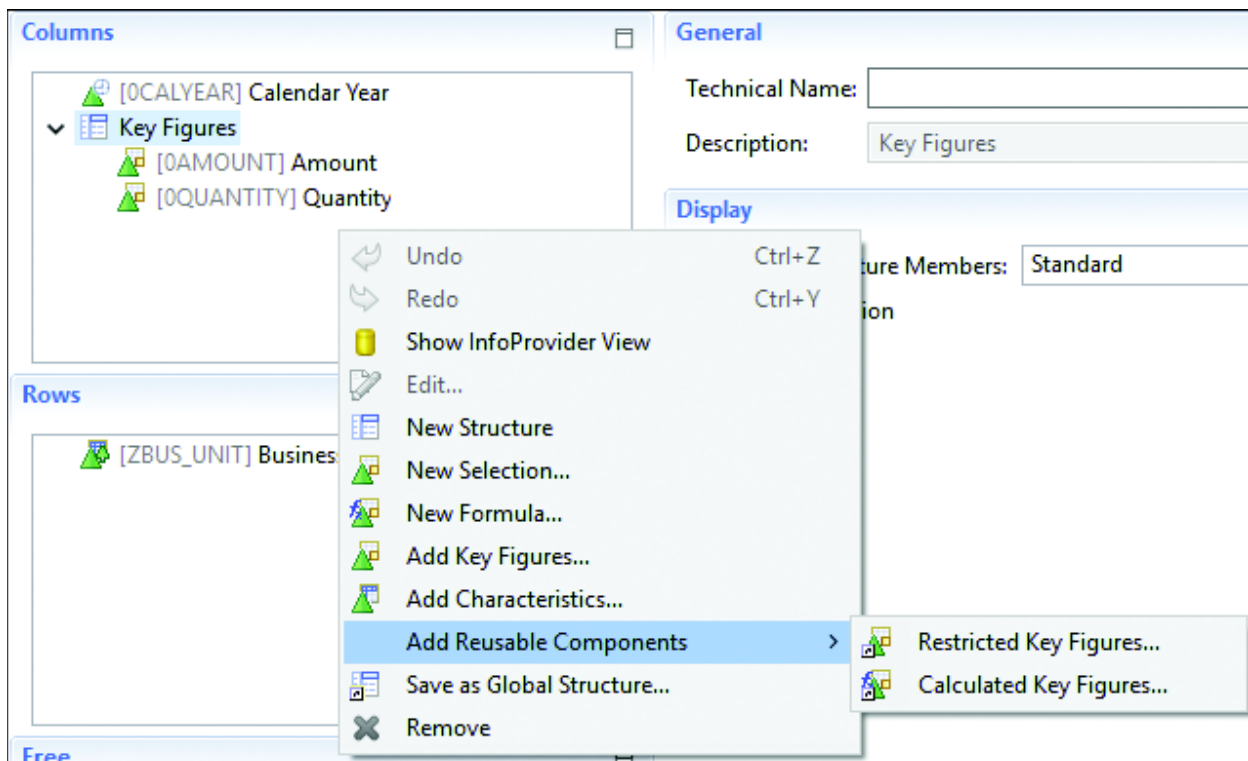 Columns
General
[0CALYEAR] Calendar Year
Technical Name:
Key Figures
[0AMOUNT] Amount
Description:
Key Figures
[0QUANTITY] Quantity
Display
Undo Ctrl+Z
ture Members: Standard
Redo Ctrl+Y
ion
Show InfoProvider View
Rows
Edit...
New Structure
[ZBUS_UNIT] Busines
New Selection...
New Formula...
Add Key Figures...
Add Characteristics...
Add Reusable Components
Restricted Key Figures...
Save as Global Structure...
Calculated Key Figures...
Remove
Free